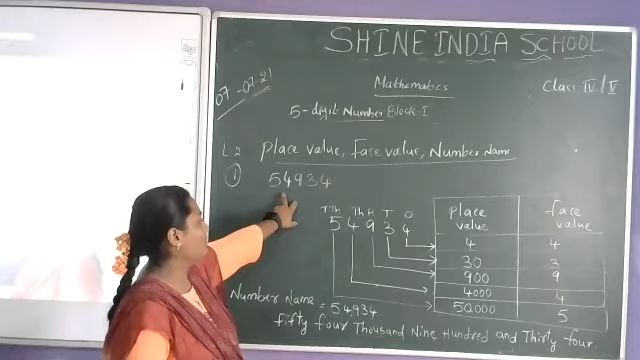 SHINE INDIA SCHOOL
07-07-21
Mathematics
Class IV/V
5-digit Number Block-I
L2 Place value, face value, Number Name
① 54934
TTh Th H T O
5 4 9 3 4
Place value face value
4 4
30 3
900 9
4000 4
50,000 5
Number Name = 54934
fifty four Thousand Nine Hundred and Thirty four